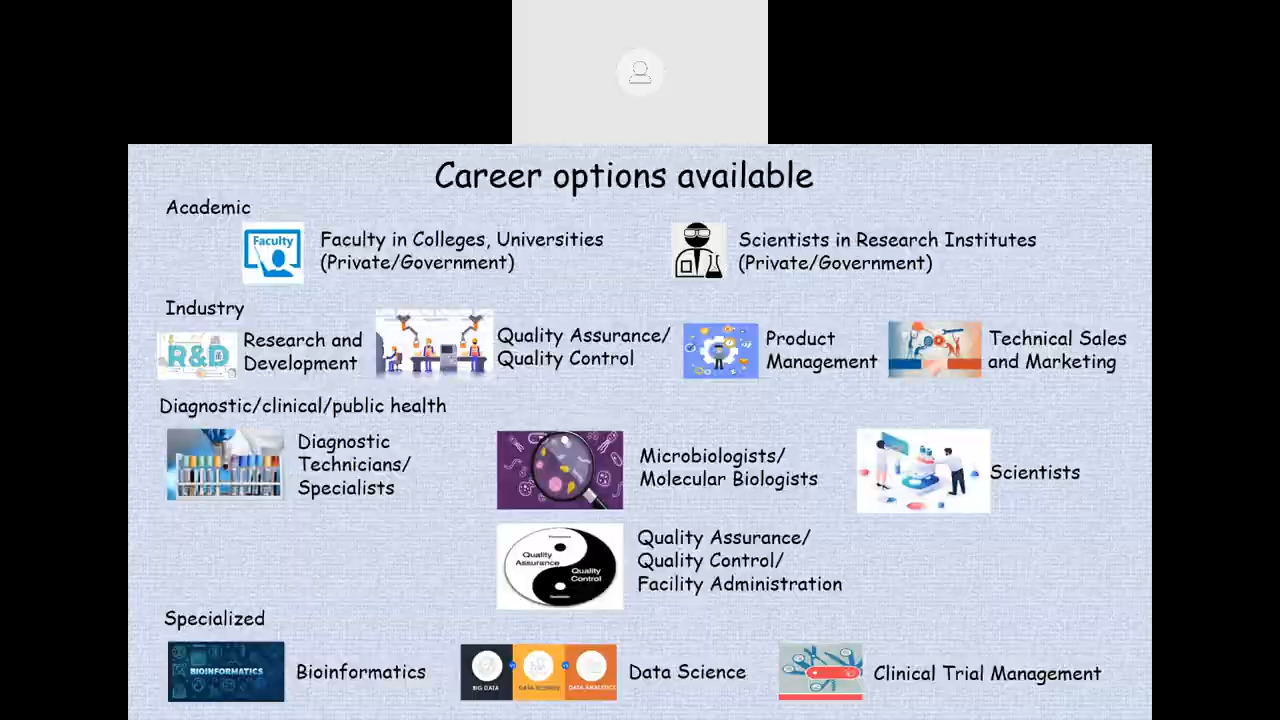 Career options available
Academic
Faculty
Faculty in Colleges, Universities
(Private/Government)
Scientists in Research Institutes
(Private/Government)
Industry
R&D
Research and
Development
Quality Assurance/
Quality Control
Product
Management
Technical Sales
and Marketing
Diagnostic/clinical/public health
Diagnostic
Technicians/
Specialists
Microbiologists/
Molecular Biologists
Scientists
Quality
Assurance
Quality
Control
Quality Assurance/
Quality Control/
Facility Administration
Specialized
BIOINFORMATICS
Bioinformatics
BIG DATA
DATA SCIENCE
DATA ANALYTICS
Data Science
Clinical Trial Management